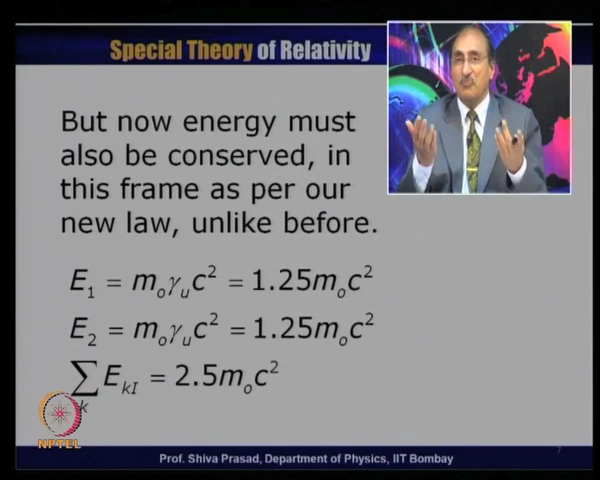 Special Theory of Relativity
But now energy must
also be conserved, in
this frame as per our
new law, unlike before.
E₁ = mₒγᵤc² = 1.25mₒc²
E₂ = mₒγᵤc² = 1.25mₒc²
∑ E_kI = 2.5mₒc²
k
NPTEL
7
Prof. Shiva Prasad, Department of Physics, IIT Bombay